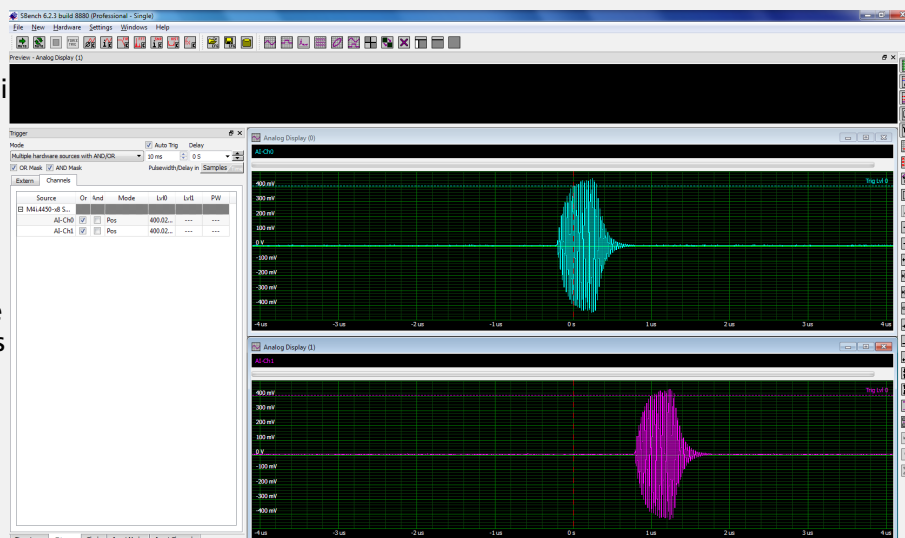 SBench 6.2.3 build 8880 (Professional - Single)
File New Hardware Settings Windows Help
Preview - Analog Display (1)
Trigger
Mode Auto Trig Delay
Multiple hardware sources with AND/OR 10 ms 0 S
OR Mask AND Mask Pulsewidth/Delay in Samples
Extern Channels
Source Or And Mode Lvl0 Lvl1 PW
M4i.4450-x8 S...
AI-Ch0 Pos 400.02... --- ---
AI-Ch1 Pos 400.02... --- ---
Analog Display (0)
AI-Ch0
Trig Lvl 0
400 mV
300 mV
200 mV
100 mV
0 V
-100 mV
-200 mV
-300 mV
-400 mV
-4 us -3 us -2 us -1 us 0 s 1 us 2 us 3 us 4 us
Analog Display (1)
AI-Ch1
Trig Lvl 0
400 mV
300 mV
200 mV
100 mV
0 V
-100 mV
-200 mV
-300 mV
-400 mV
-4 us -3 us -2 us -1 us 0 s 1 us 2 us 3 us 4 us